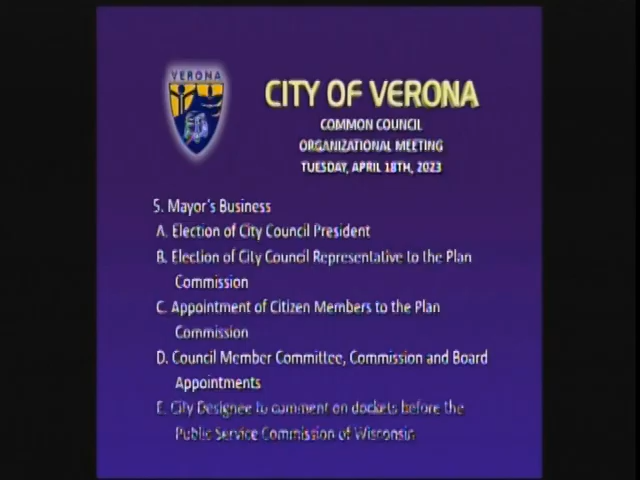 VERONA
CITY OF VERONA
COMMON COUNCIL
ORGANIZATIONAL MEETING
TUESDAY, APRIL 18TH, 2023
5. Mayor's Business
A. Election of City Council President
B. Election of City Council Representative to the Plan
Commission
C. Appointment of Citizen Members to the Plan
Commission
D. Council Member Committee, Commission and Board
Appointments
E. City Designee to comment on dockets before the
Public Service Commission of Wisconsin